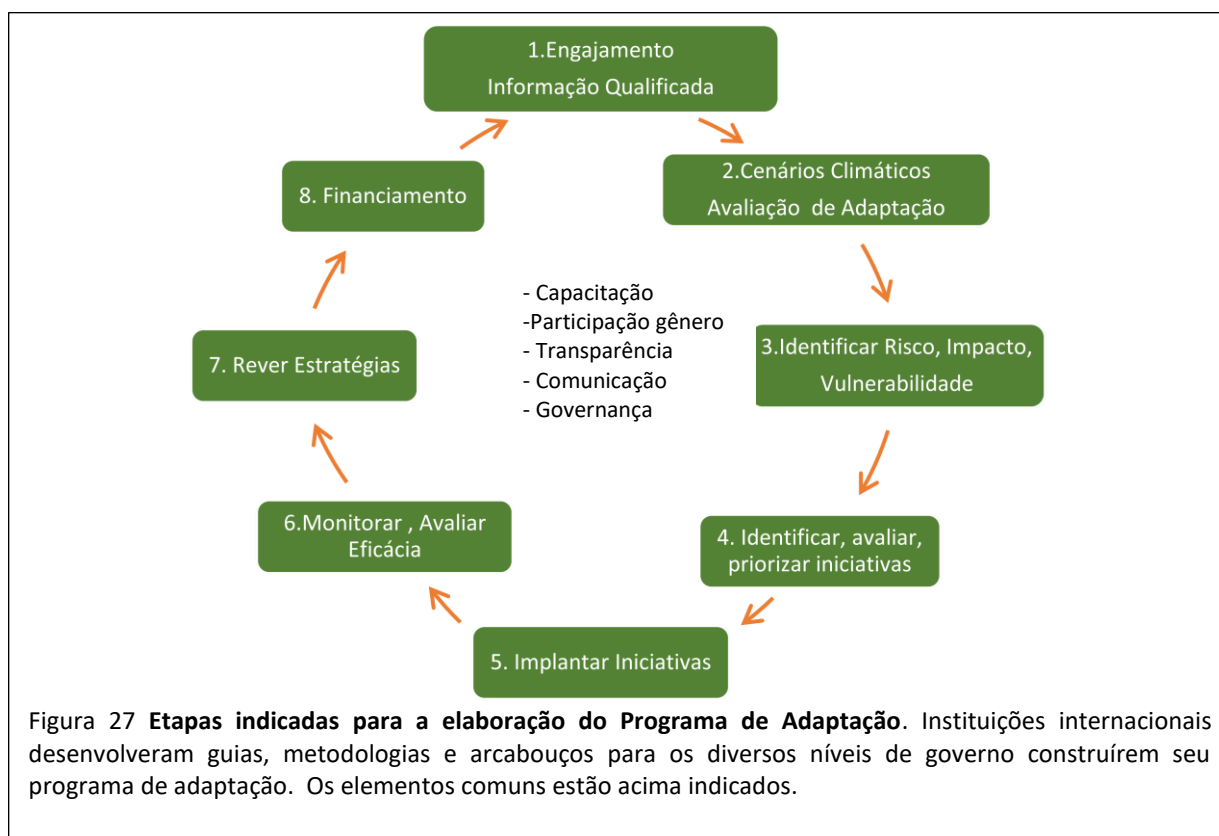 1.Engajamento
Informação Qualificada
2.Cenários Climáticos
Avaliação de Adaptação
3.Identificar Risco, Impacto,
Vulnerabilidade
4. Identificar, avaliar,
priorizar iniciativas
5. Implantar Iniciativas
6.Monitorar , Avaliar
Eficácia
7. Rever Estratégias
8. Financiamento
- Capacitação
-Participação gênero
- Transparência
- Comunicação
- Governança
Figura 27 Etapas indicadas para a elaboração do Programa de Adaptação. Instituições internacionais
desenvolveram guias, metodologias e arcabouços para os diversos níveis de governo construírem seu
programa de adaptação. Os elementos comuns estão acima indicados.